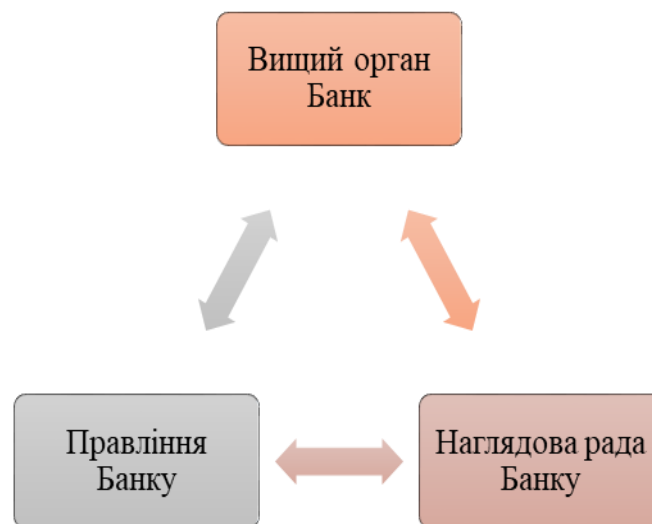 Вищий орган
Банк
Правління
Банку
Наглядова рада
Банку